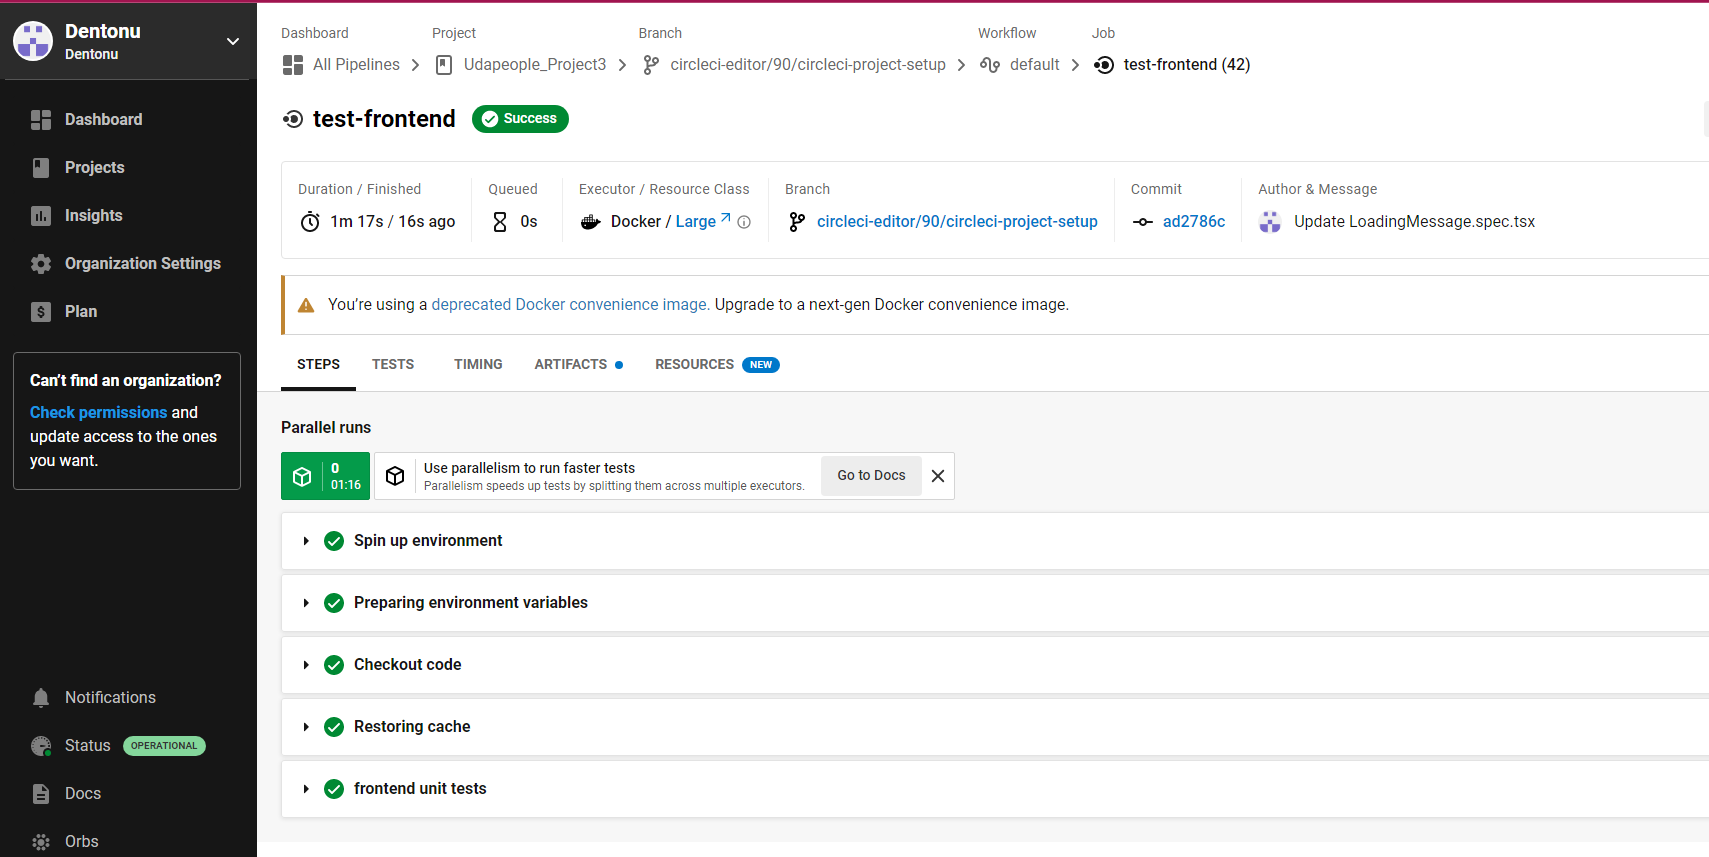 Dentonu
Dentonu
Dashboard
Projects
Insights
Organization Settings
Plan
Can't find an organization?
Check permissions and
update access to the ones
you want.
Notifications
Status OPERATIONAL
Docs
Orbs
Dashboard Project Branch Workflow Job
All Pipelines Udapeople_Project3 circleci-editor/90/circleci-project-setup default test-frontend (42)
test-frontend Success
Duration / Finished Queued Executor / Resource Class Branch Commit Author & Message
1m 17s / 16s ago 0s Docker / Large circleci-editor/90/circleci-project-setup ad2786c Update LoadingMessage.spec.tsx
You’re using a deprecated Docker convenience image. Upgrade to a next-gen Docker convenience image.
STEPS TESTS TIMING ARTIFACTS RESOURCES NEW
Parallel runs
0
01:16
Use parallelism to run faster tests
Parallelism speeds up tests by splitting them across multiple executors.
Go to Docs
Spin up environment
Preparing environment variables
Checkout code
Restoring cache
frontend unit tests